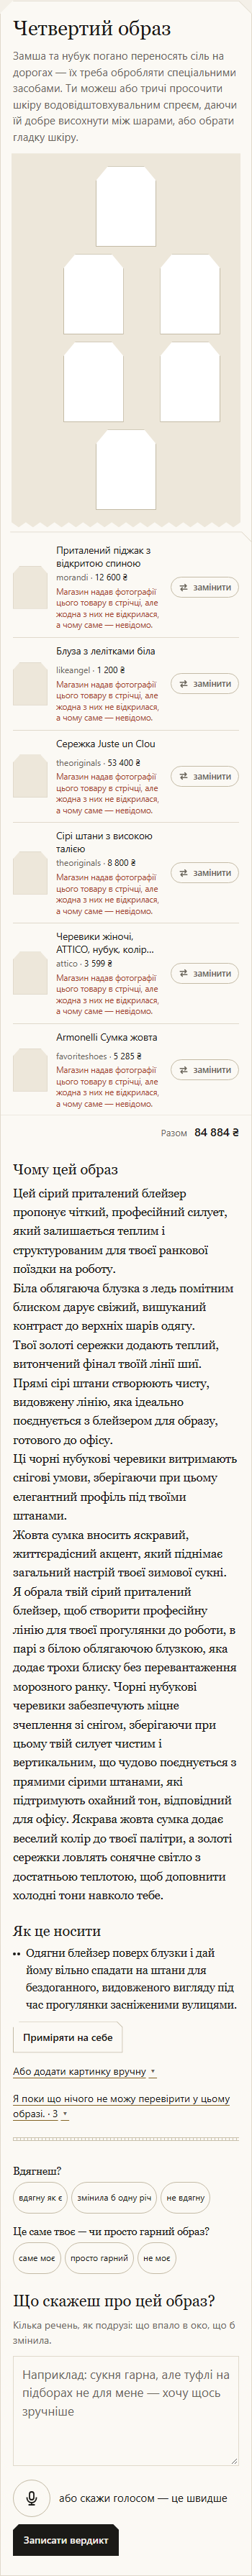 Четвертий образ
Замша та нубук погано переносять сіль на
дорогах — їх треба обробляти спеціальними
засобами. Ти можеш або тричі просочити
шкіру водовідштовхувальним спреєм, даючи
їй добре висохнути між шарами, або обрати
гладку шкіру.
Приталений піджак з
відкритою спиною
morandi · 12 600 ₴
Магазин надав фотографії
цього товару в стрічці, але
жодна з них не відкрилася,
а чому саме — невідомо.
замінити
Блуза з лелітками біла
likeangel · 1 200 ₴
Магазин надав фотографії
цього товару в стрічці, але
жодна з них не відкрилася,
а чому саме — невідомо.
замінити
Сережка Juste un Clou
theoriginals · 53 400 ₴
Магазин надав фотографії
цього товару в стрічці, але
жодна з них не відкрилася,
а чому саме — невідомо.
замінити
Сірі штани з високою
талією
theoriginals · 8 800 ₴
Магазин надав фотографії
цього товару в стрічці, але
жодна з них не відкрилася,
а чому саме — невідомо.
замінити
Черевики жіночі,
ATTICO, нубук, колір...
attico · 3 599 ₴
Магазин надав фотографії
цього товару в стрічці, але
жодна з них не відкрилася,
а чому саме — невідомо.
замінити
Armonelli Сумка жовта
favoriteshoes · 5 285 ₴
Магазин надав фотографії
цього товару в стрічці, але
жодна з них не відкрилася,
а чому саме — невідомо.
замінити
Разом 84 884 ₴
Чому цей образ
Цей сірий приталений блейзер
пропонує чіткий, професійний силует,
який залишається теплим і
структурованим для твоєї ранкової
поїздки на роботу.
Біла облягаюча блузка з ледь помітним
блиском дарує свіжий, вишуканий
контраст до верхніх шарів одягу.
Твої золоті сережки додають теплий,
витончений фінал твоїй лінії шиї.
Прямі сірі штани створюють чисту,
видовжену лінію, яка ідеально
поєднується з блейзером для образу,
готового до офісу.
Ці чорні нубукові черевики витримають
снігові умови, зберігаючи при цьому
елегантний профіль під твоїми
штанами.
Жовта сумка вносить яскравий,
життєрадісний акцент, який піднімає
загальний настрій твоєї зимової сукні.
Я обрала твій сірий приталений
блейзер, щоб створити професійну
лінію для твоєї прогулянки до роботи, в
парі з білою облягаючою блузкою, яка
додає трохи блиску без перевантаження
морозного ранку. Чорні нубукові
черевики забезпечують міцне
зчеплення зі снігом, зберігаючи при
цьому твій силует чистим і
вертикальним, що чудово поєднується з
прямими сірими штанами, які
підтримують охайний тон, відповідний
для офісу. Яскрава жовта сумка додає
веселий колір до твоєї палітри, а золоті
сережки ловлять сонячне світло з
достатньою теплотою, щоб доповнити
холодні тони навколо тебе.
Як це носити
Одягни блейзер поверх блузки і дай
йому вільно спадати на штани для
бездоганного, видовженого вигляду під
час прогулянки засніженими вулицями.
Приміряти на себе
Або додати картинку вручну
Я поки що нічого не можу перевірити у цьому
образі. · 3
Вдягнеш?
вдягну як є
змінила б одну річ
не вдягну
Це саме твоє — чи просто гарний образ?
саме моє
просто гарний
не моє
Що скажеш про цей образ?
Кілька речень, як подрузі: що впало в око, що б
змінила.
Наприклад: сукня гарна, але туфлі на
підборах не для мене — хочу щось
зручніше
або скажи голосом — це швидше
Записати вердикт